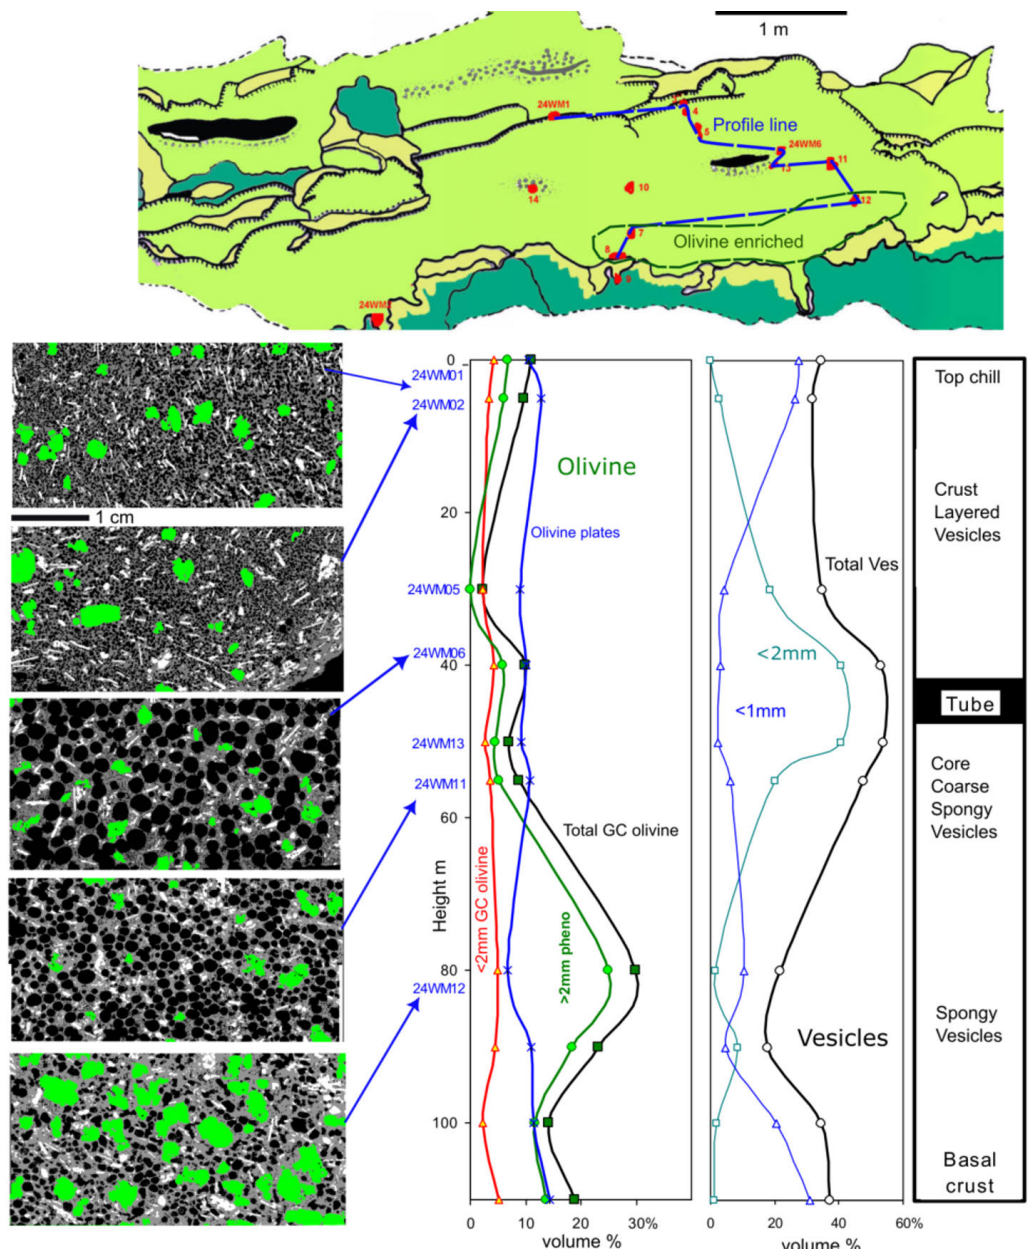 1 m
24WM1
4
5
Profile line
24WM6
13
11
14
10
12
7
Olivine enriched
8
24WM2
0
24WM01
24WM02
Top chill
Olivine
Crust
Layered
Vesicles
1 cm
20
Olivine plates
Total Ves
24WM05
24WM06
<2mm
40
<1mm
Tube
24WM13
24WM11
Core
Coarse
Spongy
Vesicles
60
Total GC olivine
Height m
<2mm GC olivine
>2mm pheno
80
24WM12
Vesicles
Spongy
Vesicles
100
Basal
crust
0 10 20 30%
volume %
0 20 40 60%
volume %